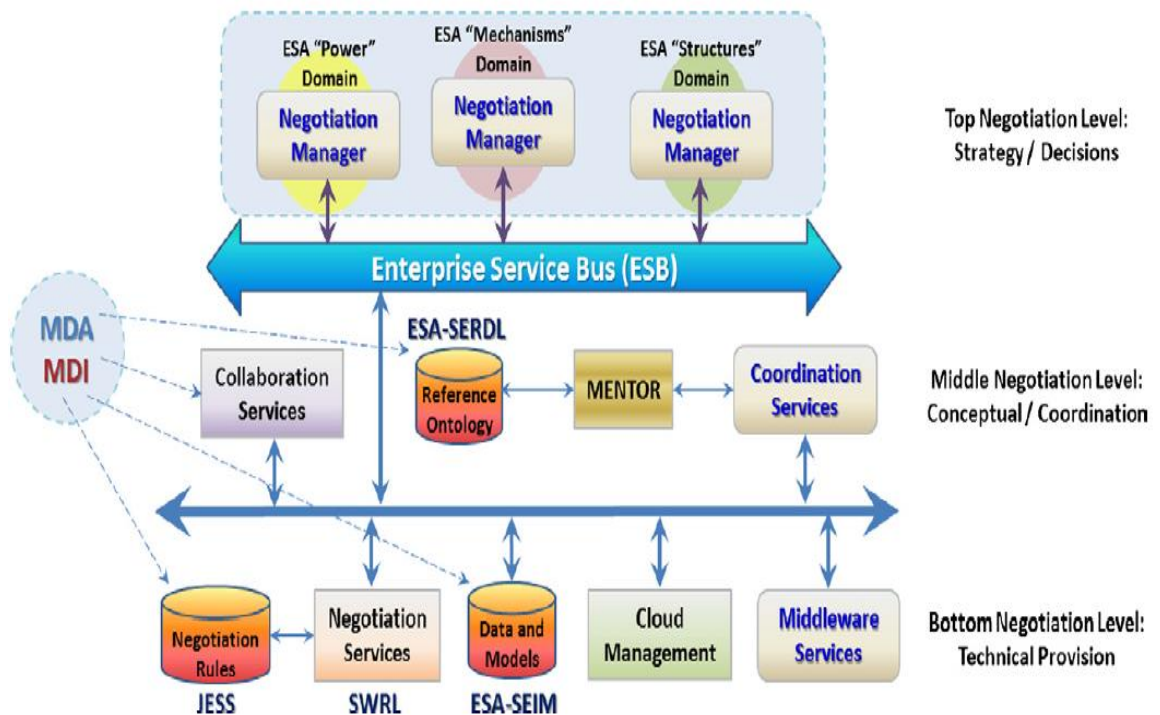 ESA “Power”
Domain
Negotiation
Manager
ESA “Mechanisms”
Domain
Negotiation
Manager
ESA “Structures”
Domain
Negotiation
Manager
Top Negotiation Level:
Strategy / Decisions
Enterprise Service Bus (ESB)
MDA
MDI
Collaboration
Services
ESA-SERDL
Reference
Ontology
MENTOR
Coordination
Services
Middle Negotiation Level:
Conceptual / Coordination
Negotiation
Rules
JESS
Negotiation
Services
SWRL
Data and
Models
ESA-SEIM
Cloud
Management
Middleware
Services
Bottom Negotiation Level:
Technical Provision